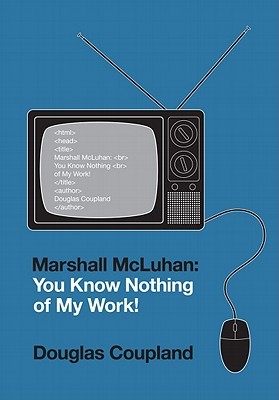 <html>
<head>
<title>
Marshall McLuhan: <br>
You Know Nothing <br>
of My Work!
</title>
<author>
Douglas Coupland
</author>
Marshall McLuhan:
You Know Nothing
of My Work!
Douglas Coupland